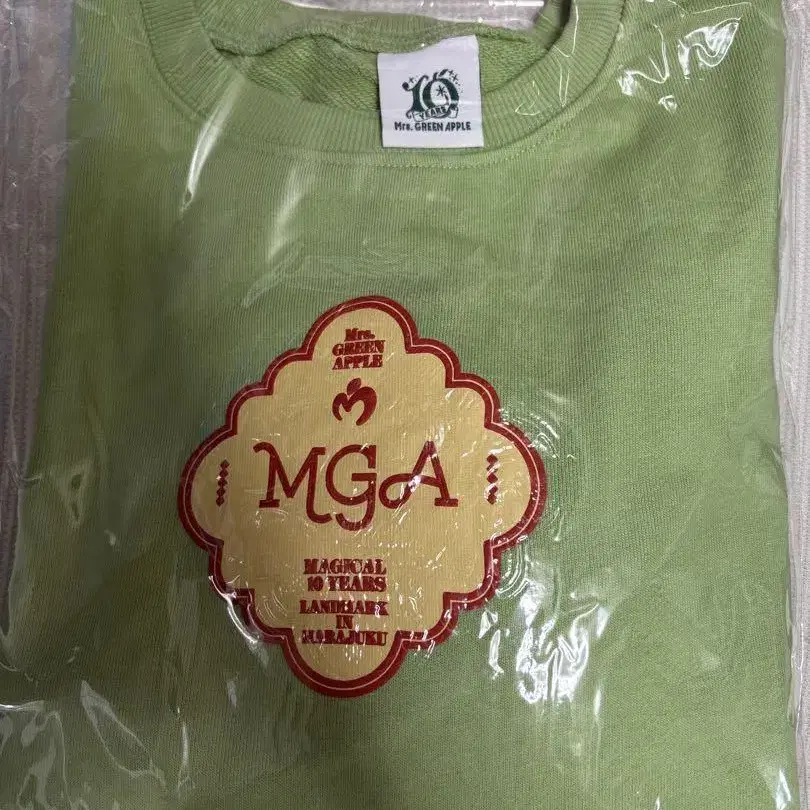 10
YEARS
Mrs. GREEN APPLE
Mrs.
GREEN
APPLE
MGA
MAGICAL
10 YEARS
LANDMARK
IN
HARAJUKU